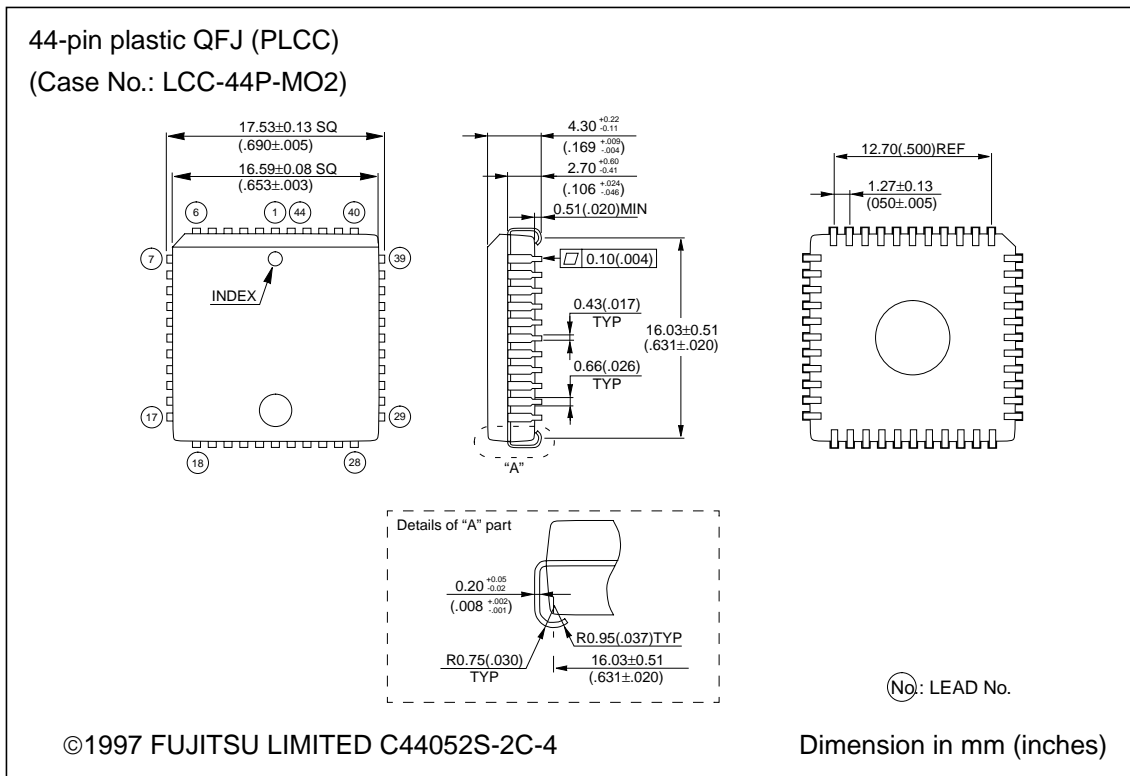 44-pin plastic QFJ (PLCC)
(Case No.: LCC-44P-MO2)
17.53±0.13 SQ
(.690±.005)
16.59±0.08 SQ
(.653±.003)
6
1
44
40
7
39
INDEX
17
29
18
28
4.30 +0.22 -0.11
(.169 +.009 -.004)
2.70 +0.60 -0.41
(.106 +.024 -.046)
0.51(.020)MIN
0.10(.004)
0.43(.017)
TYP
16.03±0.51
(.631±.020)
0.66(.026)
TYP
“A”
12.70(.500)REF
1.27±0.13
(050±.005)
Details of “A” part
0.20 +0.05 -0.02
(.008 +.002 -.001)
R0.95(.037)TYP
R0.75(.030)
TYP
16.03±0.51
(.631±.020)
No.: LEAD No.
©1997 FUJITSU LIMITED C44052S-2C-4
Dimension in mm (inches)